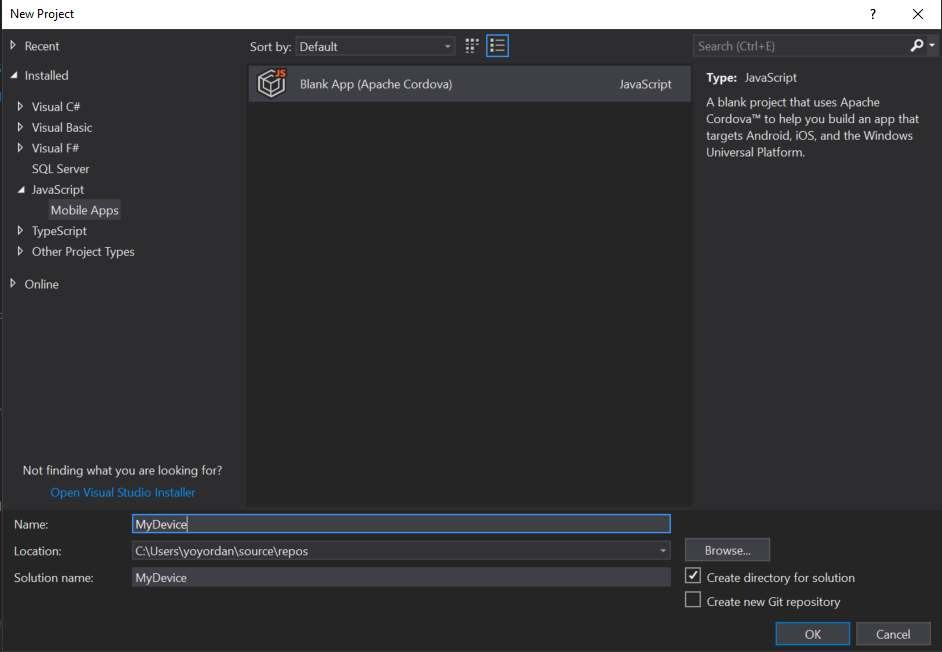 New Project
?
Recent
Installed
Visual C#
Visual Basic
Visual F#
SQL Server
JavaScript
Mobile Apps
TypeScript
Other Project Types
Online
Not finding what you are looking for?
Open Visual Studio Installer
Sort by: Default
JS
Blank App (Apache Cordova) JavaScript
Search (Ctrl+E)
Type: JavaScript
A blank project that uses Apache
Cordova™ to help you build an app that
targets Android, iOS, and the Windows
Universal Platform.
Name: MyDevice
Location: C:\Users\yoyordan\source\repos
Browse...
Solution name: MyDevice
Create directory for solution
Create new Git repository
OK Cancel